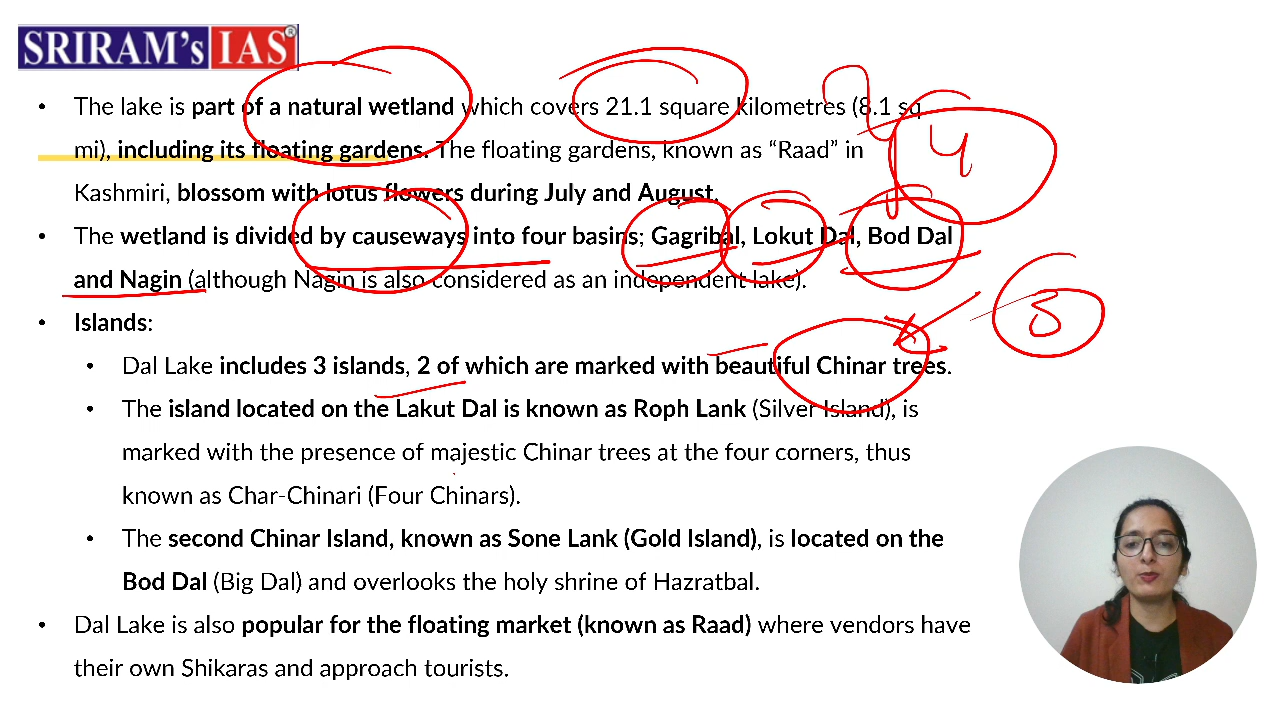 SRIRAM's IAS®
• The lake is part of a natural wetland which covers 21.1 square kilometres (8.1 sq
mi), including its floating gardens. The floating gardens, known as “Raad” in
Kashmiri, blossom with lotus flowers during July and August.
• The wetland is divided by causeways into four basins; Gagribal, Lokut Dal, Bod Dal
and Nagin (although Nagin is also considered as an independent lake).
• Islands:
• Dal Lake includes 3 islands, 2 of which are marked with beautiful Chinar trees.
• The island located on the Lakut Dal is known as Roph Lank (Silver Island), is
marked with the presence of majestic Chinar trees at the four corners, thus
known as Char-Chinari (Four Chinars).
• The second Chinar Island, known as Sone Lank (Gold Island), is located on the
Bod Dal (Big Dal) and overlooks the holy shrine of Hazratbal.
• Dal Lake is also popular for the floating market (known as Raad) where vendors have
their own Shikaras and approach tourists.
4